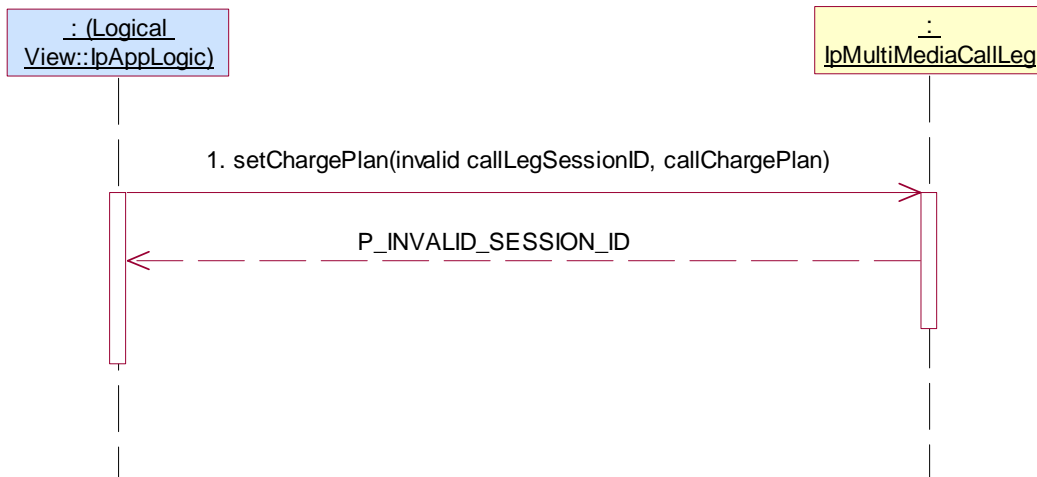 : (Logical
View::IpAppLogic)
:
IpMultiMediaCallLeg
1. setChargePlan(invalid callLegSessionID, callChargePlan)
P_INVALID_SESSION_ID